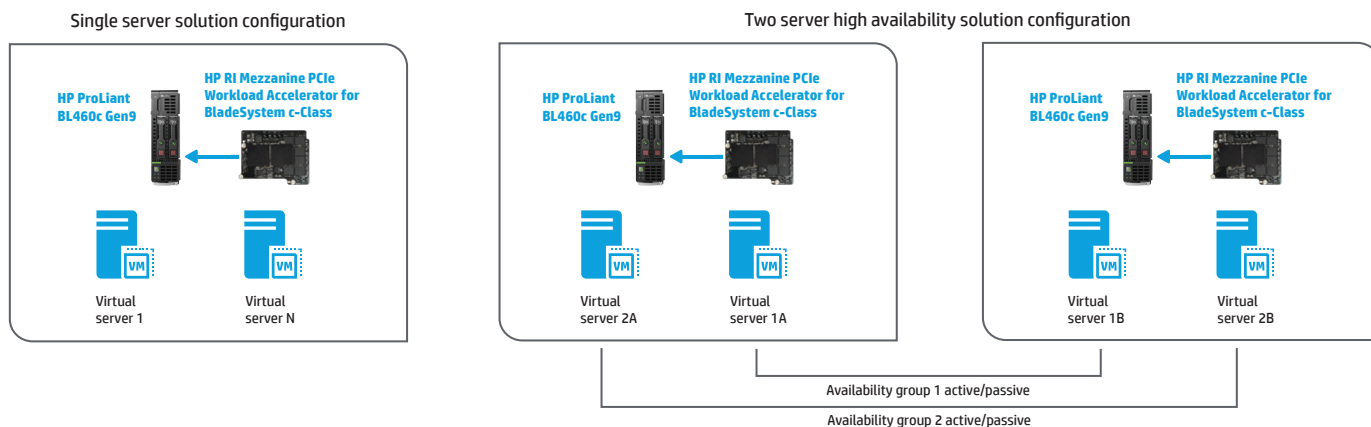 Single server solution configuration
Two server high availability solution configuration
HP ProLiant
BL460c Gen9
HP RI Mezzanine PCIe
Workload Accelerator for
BladeSystem c-Class
VM
VM
Virtual
server 1
Virtual
server N
HP ProLiant
BL460c Gen9
HP RI Mezzanine PCIe
Workload Accelerator for
BladeSystem c-Class
VM
VM
Virtual
server 2A
Virtual
server 1A
HP ProLiant
BL460c Gen9
HP RI Mezzanine PCIe
Workload Accelerator for
BladeSystem c-Class
VM
VM
Virtual
server 1B
Virtual
server 2B
Availability group 1 active/passive
Availability group 2 active/passive